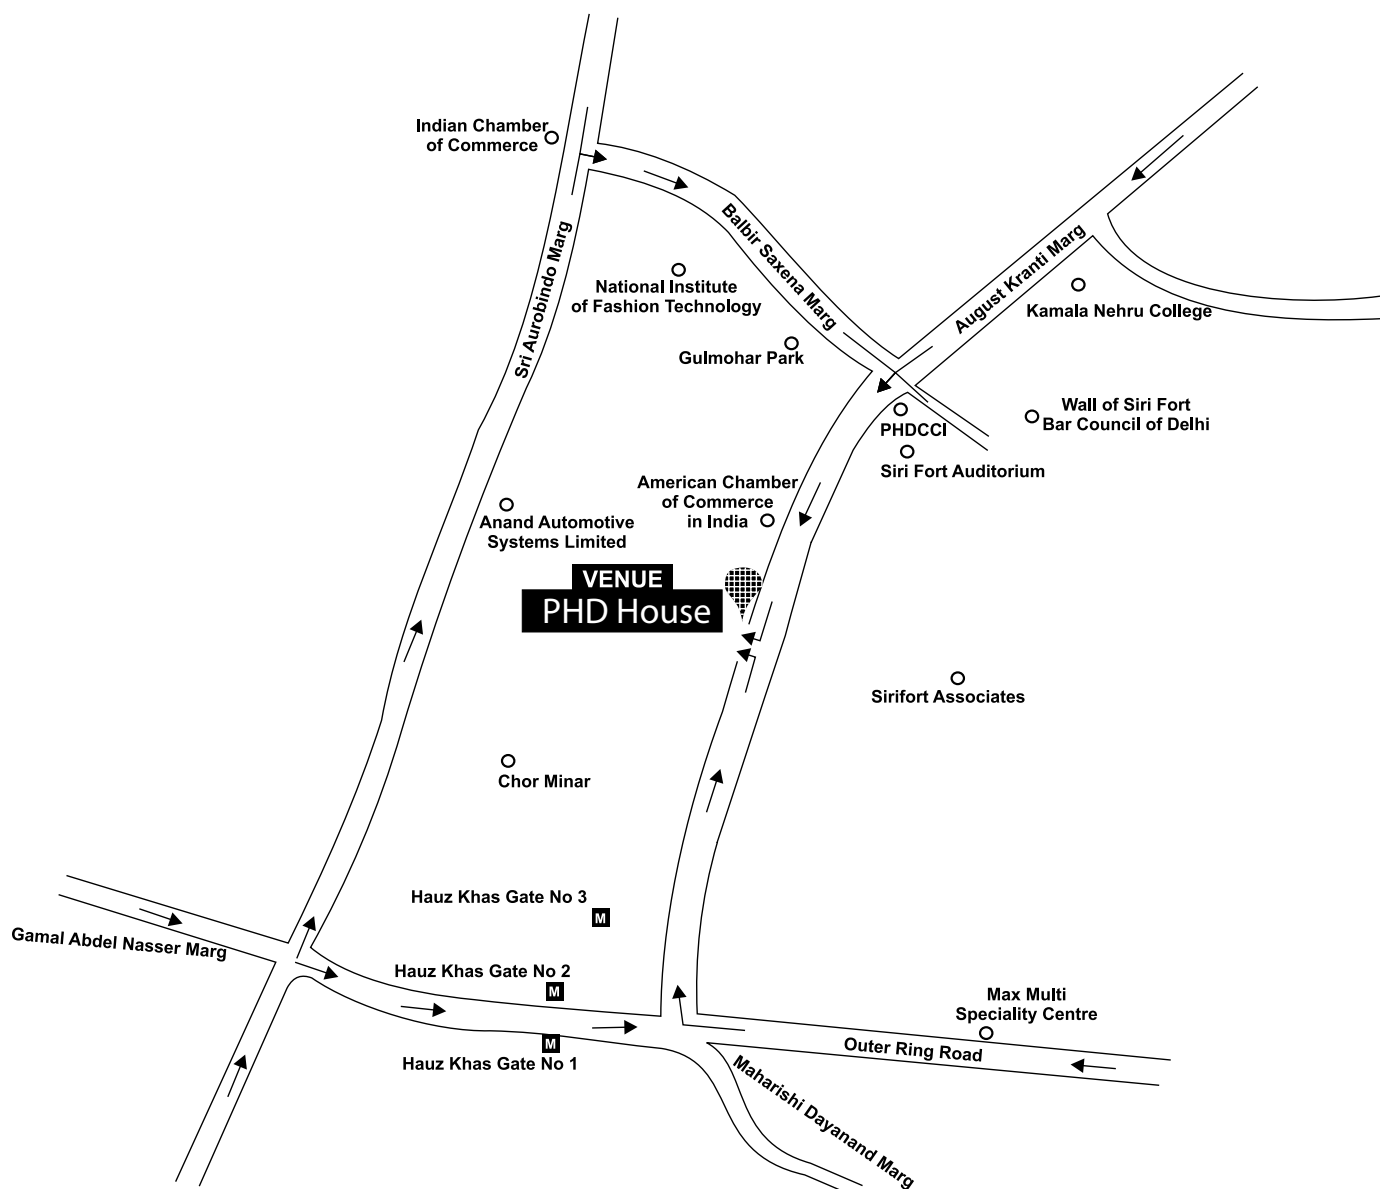 Indian Chamber
of Commerce
Balbir Saxena Marg
August Kranti Marg
Sri Aurobindo Marg
National Institute
of Fashion Technology
Kamala Nehru College
Gulmohar Park
Wall of Siri Fort
Bar Council of Delhi
PHDCCI
Siri Fort Auditorium
American Chamber
of Commerce
in India
Anand Automotive
Systems Limited
VENUE
PHD House
Sirifort Associates
Chor Minar
Hauz Khas Gate No 3
M
Gamal Abdel Nasser Marg
Hauz Khas Gate No 2
M
Max Multi
Speciality Centre
M
Hauz Khas Gate No 1
Outer Ring Road
Maharishi Dayanand Marg